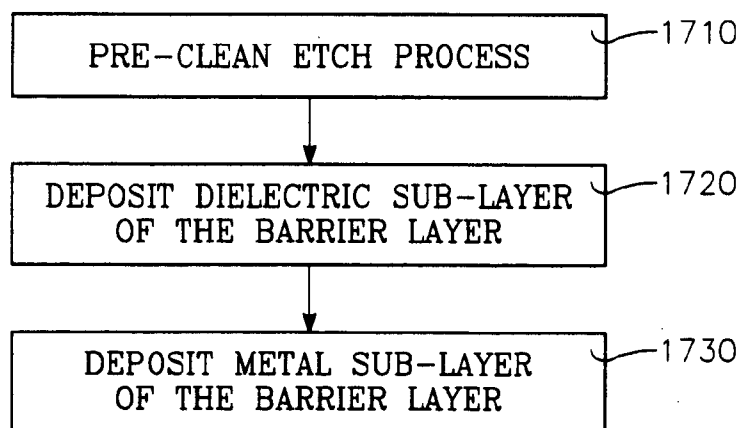 PRE-CLEAN ETCH PROCESS
1710
DEPOSIT DIELECTRIC SUB-LAYER
OF THE BARRIER LAYER
1720
DEPOSIT METAL SUB-LAYER
OF THE BARRIER LAYER
1730